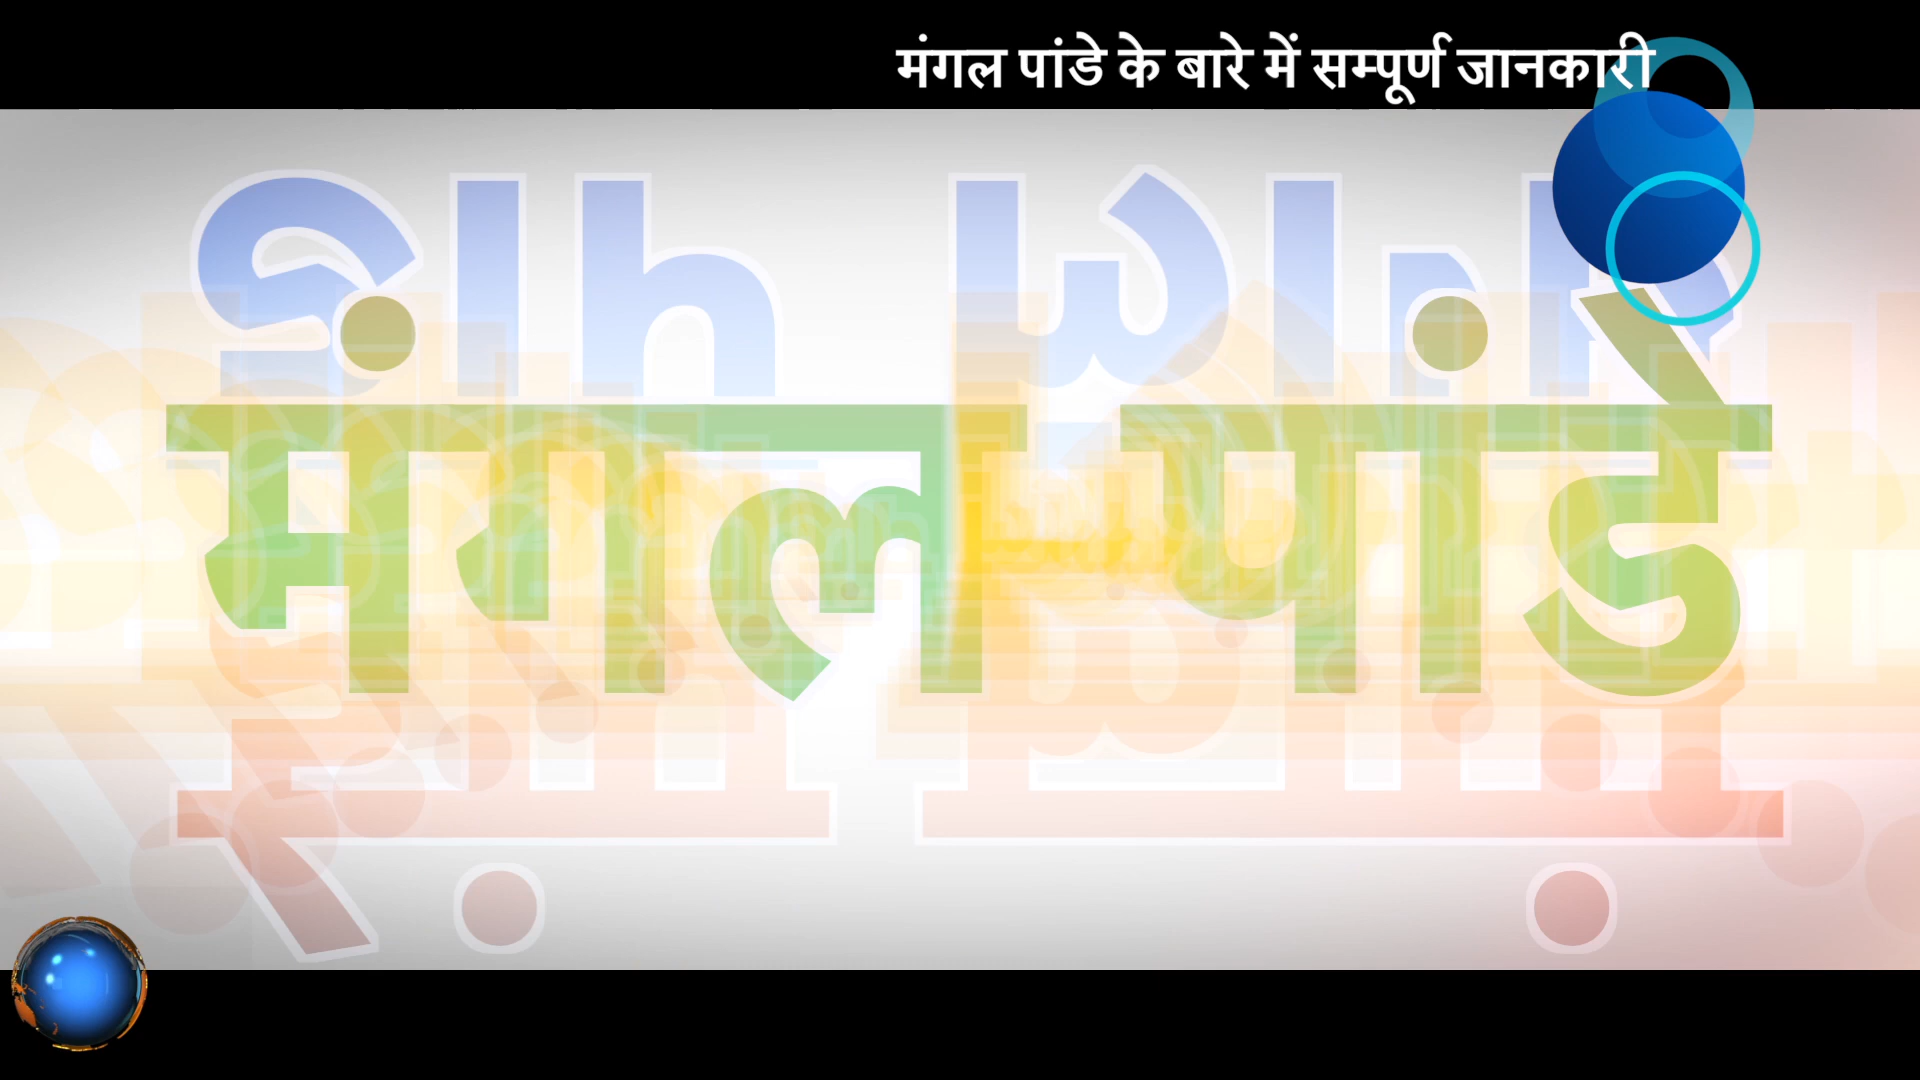 मंगल पांडे के बारे में सम्पूर्ण जानकारी
मंगल पांडे